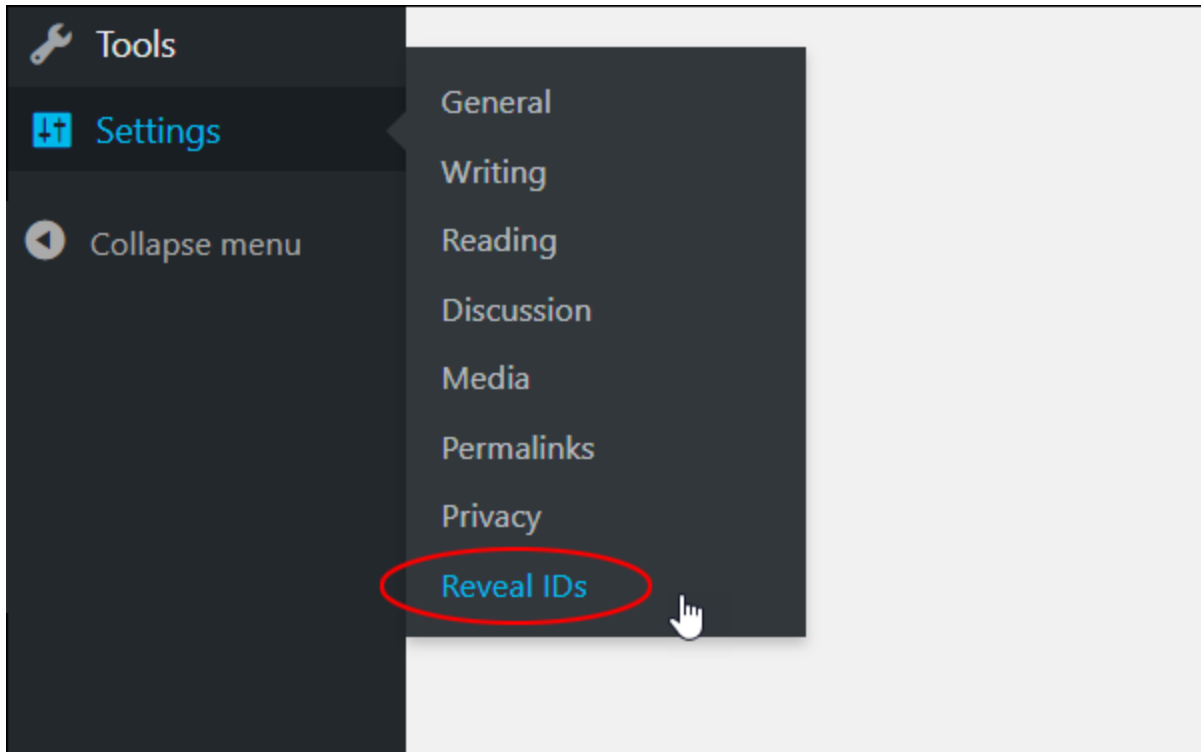 Tools
Settings
Collapse menu
General
Writing
Reading
Discussion
Media
Permalinks
Privacy
Reveal IDs